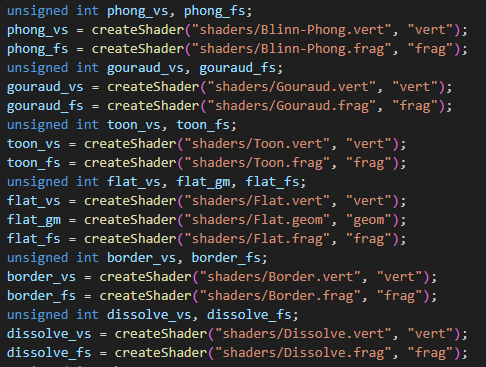 unsigned int phong_vs, phong_fs;
phong_vs = createShader("shaders/Blinn-Phong.vert", "vert");
phong_fs = createShader("shaders/Blinn-Phong.frag", "frag");
unsigned int gouraud_vs, gouraud_fs;
gouraud_vs = createShader("shaders/Gouraud.vert", "vert");
gouraud_fs = createShader("shaders/Gouraud.frag", "frag");
unsigned int toon_vs, toon_fs;
toon_vs = createShader("shaders/Toon.vert", "vert");
toon_fs = createShader("shaders/Toon.frag", "frag");
unsigned int flat_vs, flat_gm, flat_fs;
flat_vs = createShader("shaders/Flat.vert", "vert");
flat_gm = createShader("shaders/Flat.geom", "geom");
flat_fs = createShader("shaders/Flat.frag", "frag");
unsigned int border_vs, border_fs;
border_vs = createShader("shaders/Border.vert", "vert");
border_fs = createShader("shaders/Border.frag", "frag");
unsigned int dissolve_vs, dissolve_fs;
dissolve_vs = createShader("shaders/Dissolve.vert", "vert");
dissolve_fs = createShader("shaders/Dissolve.frag", "frag");